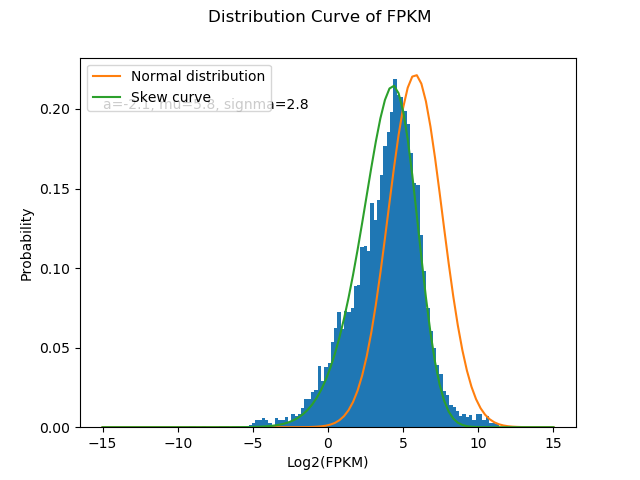 Distribution Curve of FPKM
Normal distribution
Skew curve
a=-2.1, mu=5.8, signma=2.8
Probability
0.20
0.15
0.10
0.05
0.00
−15
−10
−5
0
5
10
15
Log2(FPKM)